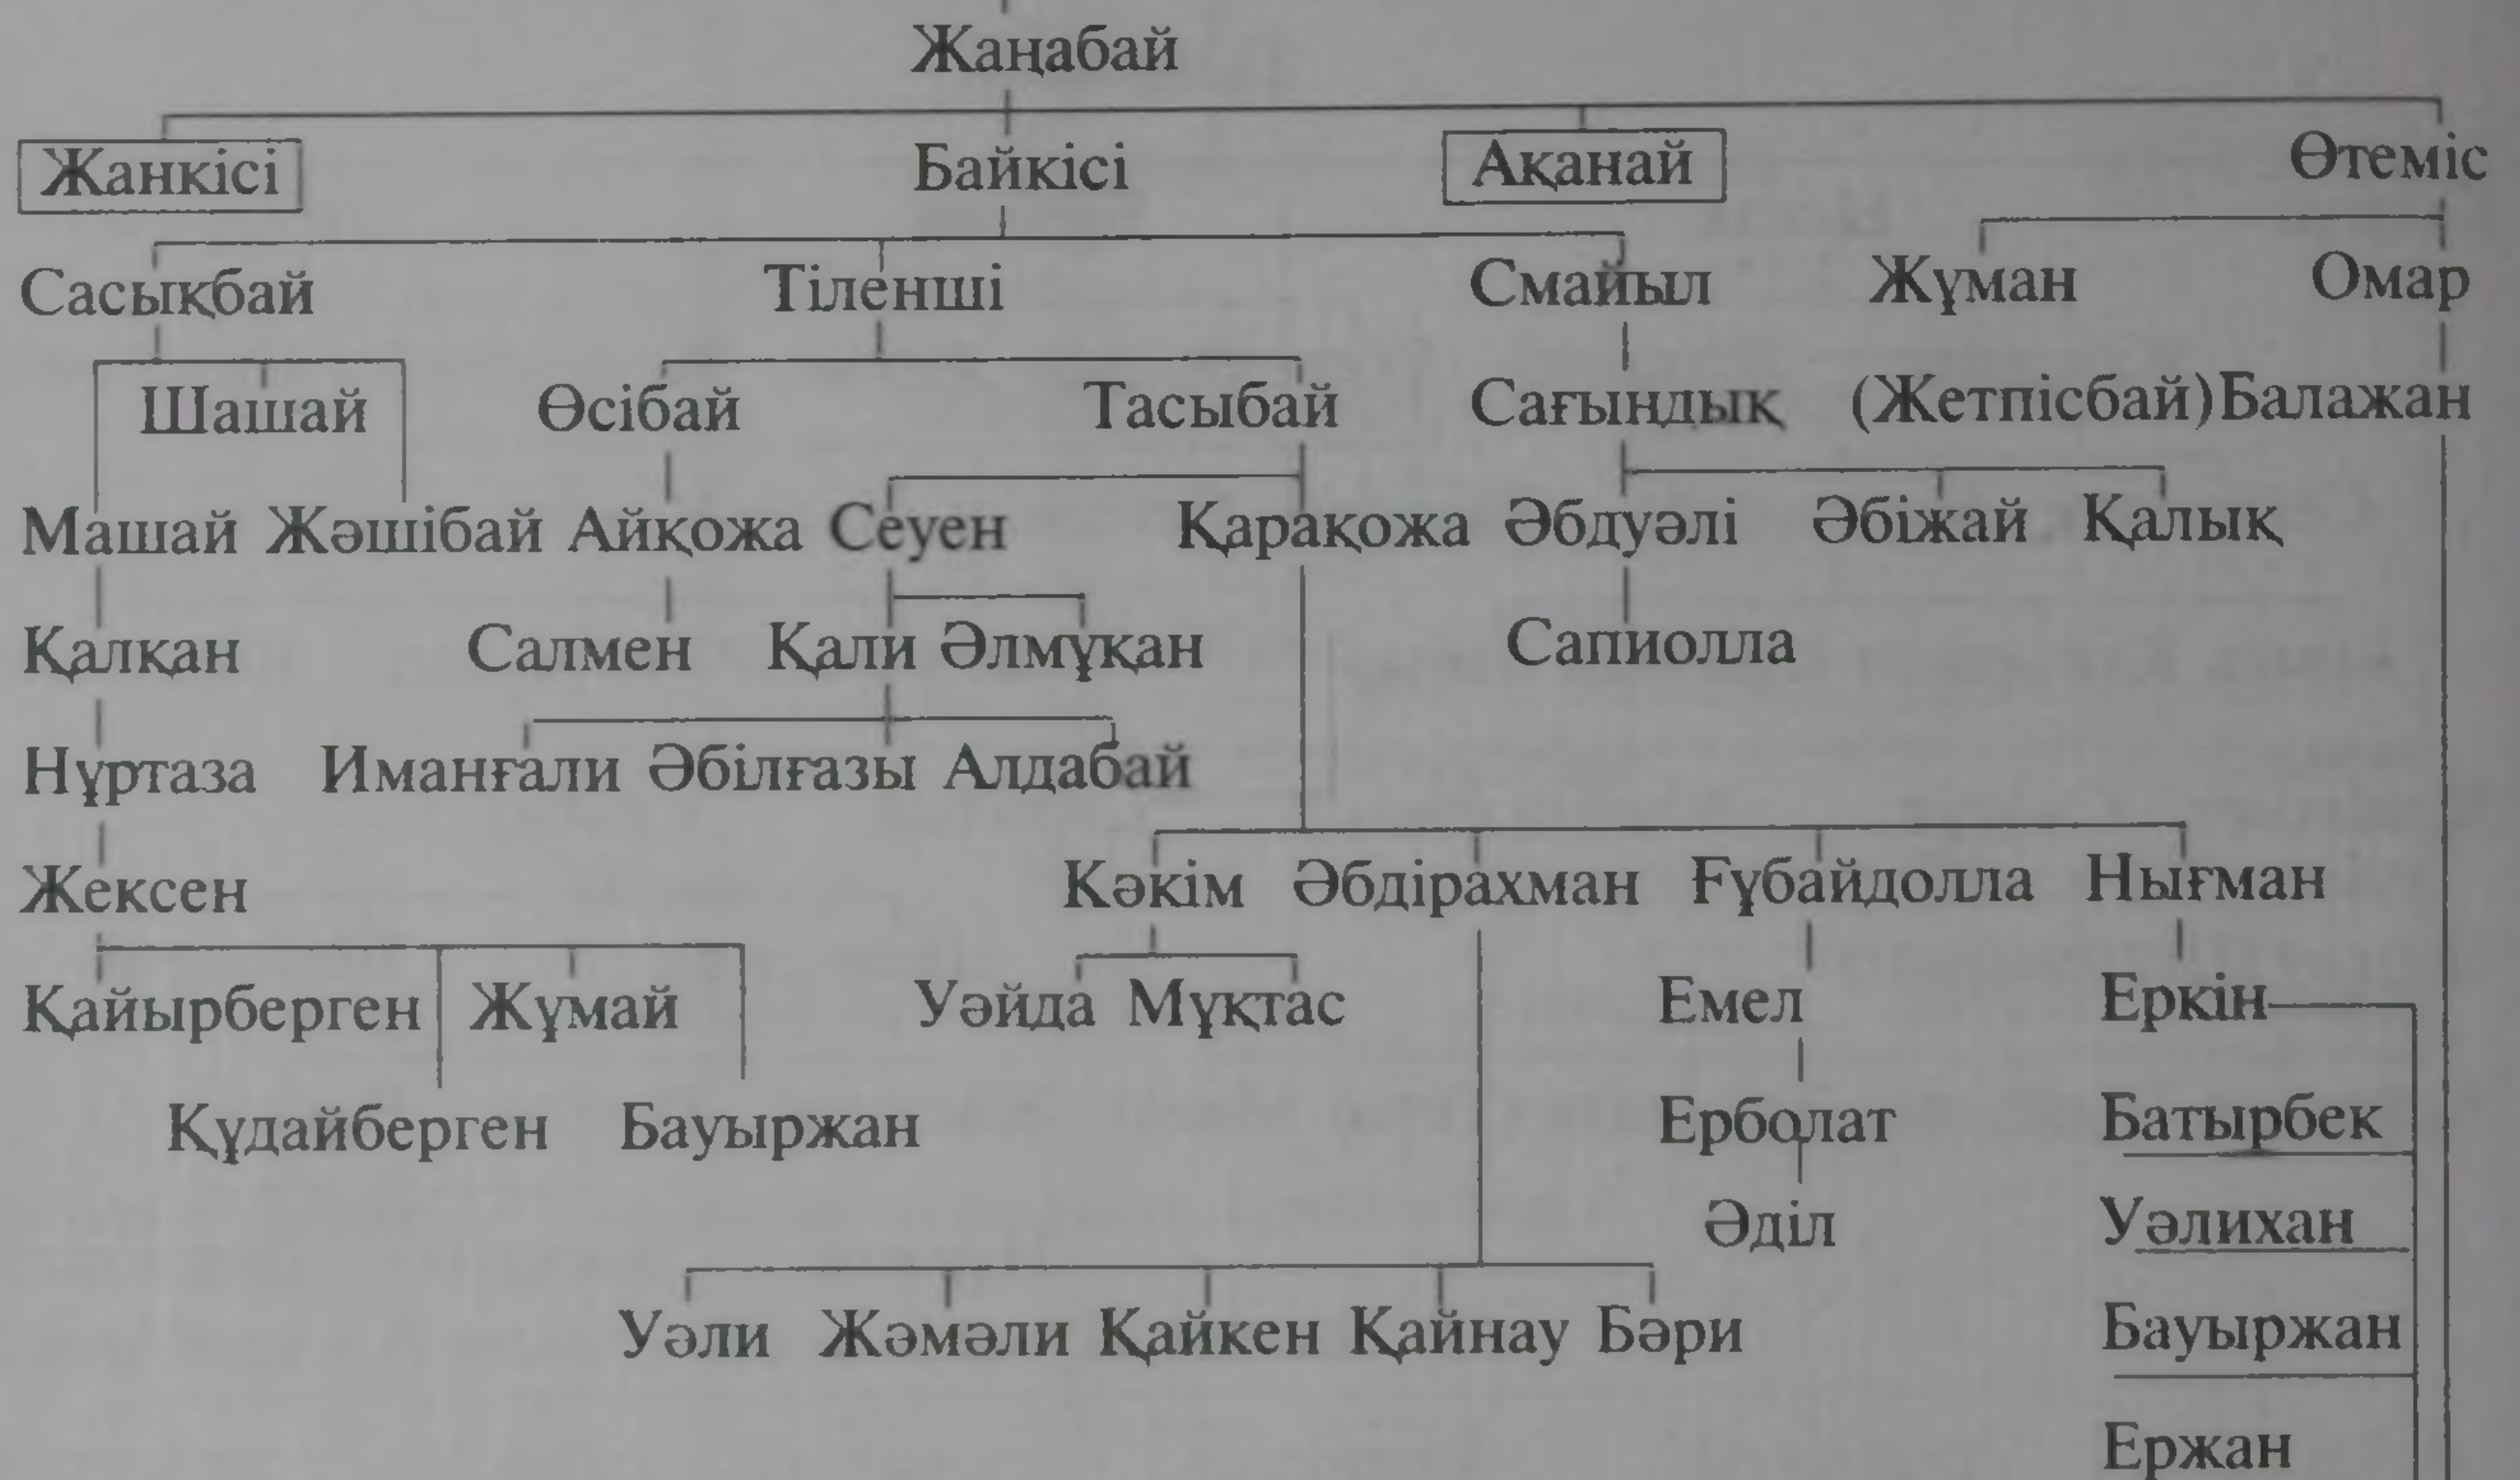 Жаңабай
Жанкісі Байкісі Ақанай Өтеміс
Сасықбай Тіленші Смайыл Жұман Омар
Шашай Өсібай Тасыбай Сағындық (Жетпісбай) Балажан
Машай Жәшібай Айқожа Сеуен Қарақожа Әбдуәлі Әбіжай Қалық
Қалқан Салмен Қали Әлмұқан Сапиолла
Нұртаза Иманғали Әбілғазы Алдабай
Жексен Кәкім Әбдірахман Ғұбайдолла Нығман
Қайырберген Жұмай Уәйда Мұқтас Емел Еркін
Құдайберген Бауыржан Ерболат Батырбек
Әділ Уәлихан
Уәли Жәмәли Қайкен Қайнау Бәри Бауыржан
Ержан